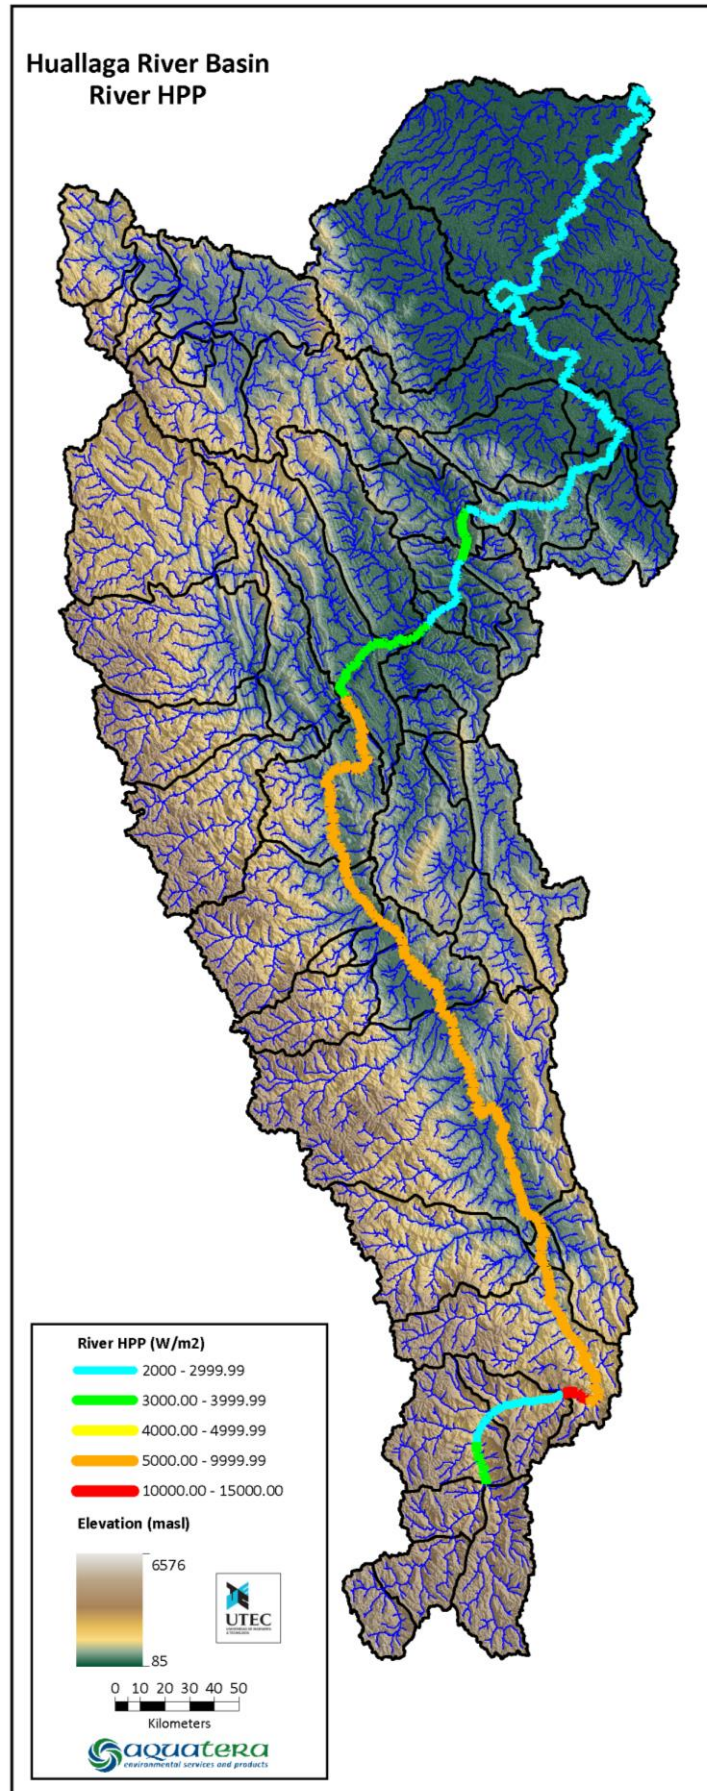 Huallaga River Basin
River HPP
River HPP (W/m2)
2000 - 2999.99
3000.00 - 3999.99
4000.00 - 4999.99
5000.00 - 9999.99
10000.00 - 15000.00
Elevation (masl)
6576
85
UTEC
0 10 20 30 40 50
Kilometers
aquatera
environmental services and products